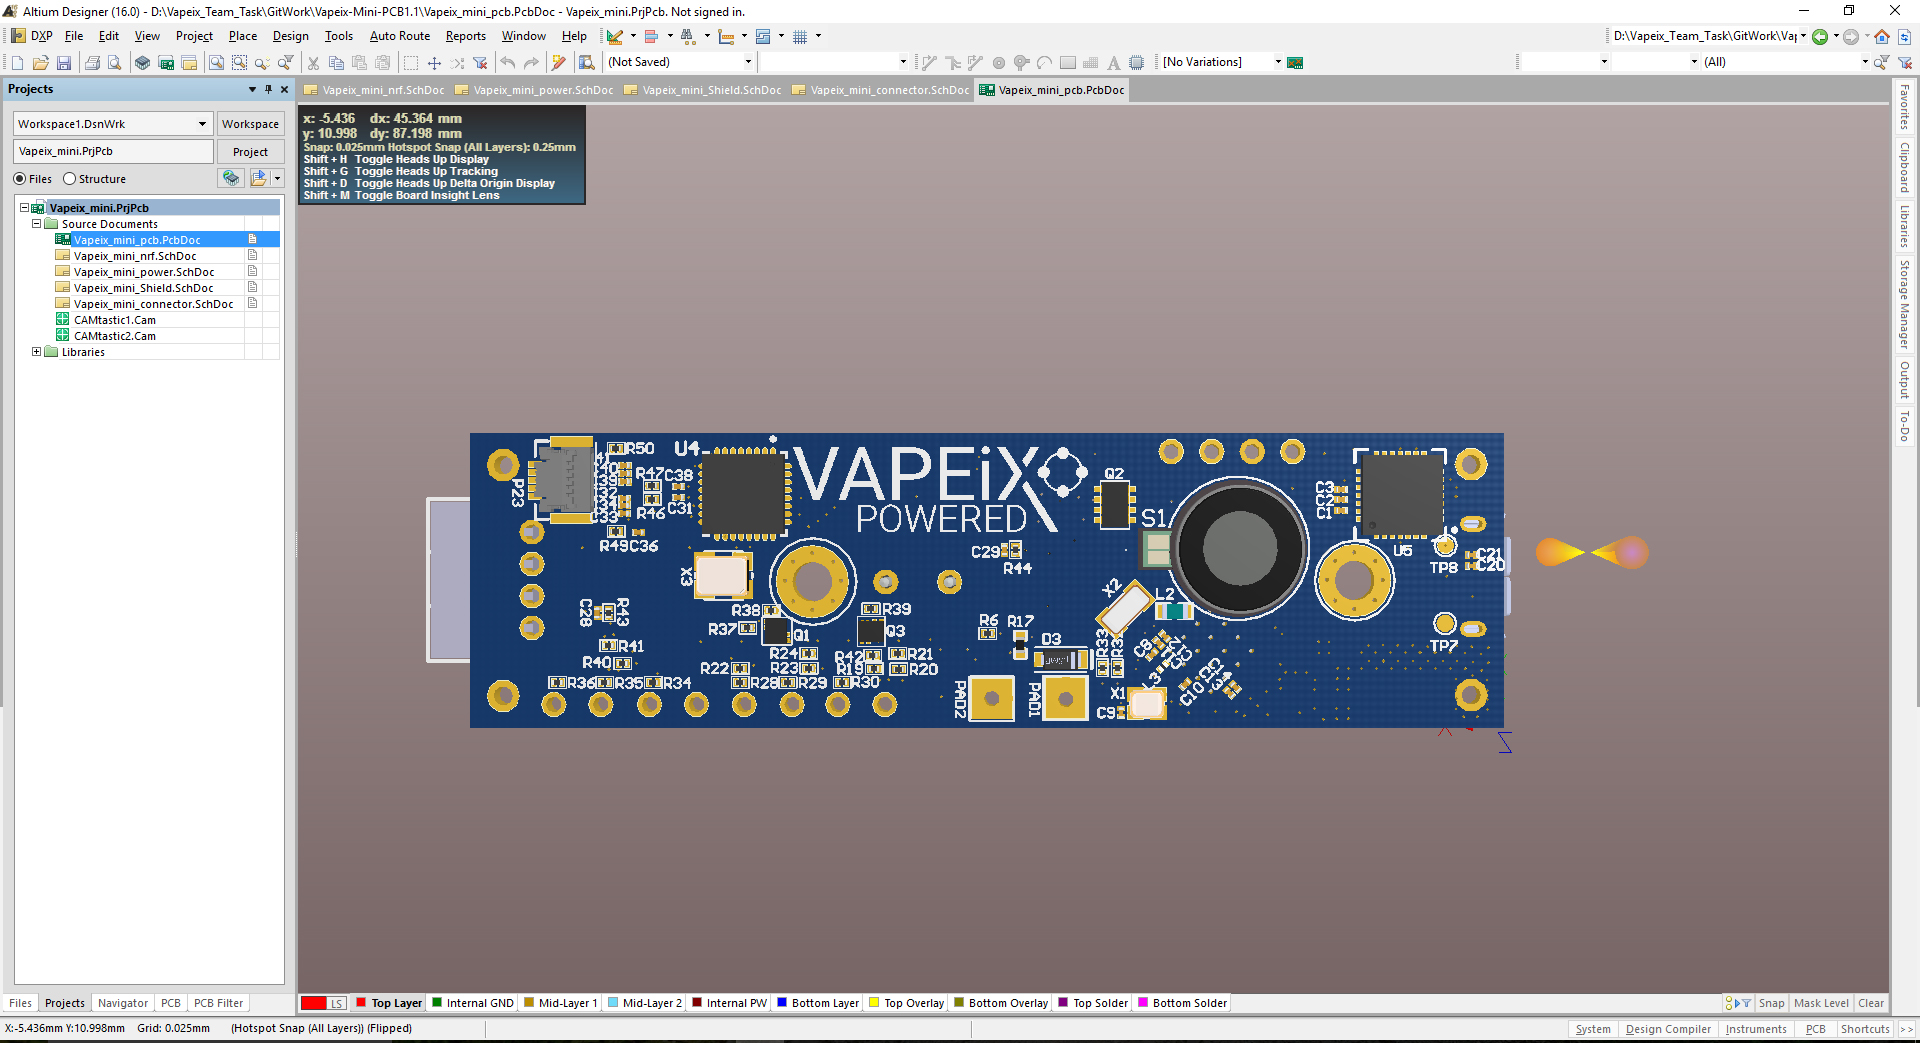 Altium Designer (16.0) - D:\Vapeix_Team_Task\GitWork\Vapeix-Mini-PCB1.1\Vapeix_mini_pcb.PcbDoc - Vapeix_mini.PrjPcb. Not signed in.
DXP File Edit View Project Place Design Tools Auto Route Reports Window Help
D:\Vapeix_Team_Task\GitWork\Va
(Not Saved)
[No Variations]
(All)
Projects
Vapeix_mini_nrf.SchDoc Vapeix_mini_power.SchDoc Vapeix_mini_Shield.SchDoc Vapeix_mini_connector.SchDoc Vapeix_mini_pcb.PcbDoc
Workspace1.DsnWrk Workspace
Vapeix_mini.PrjPcb Project
Files Structure
Vapeix_mini.PrjPcb
Source Documents
Vapeix_mini_pcb.PcbDoc
Vapeix_mini_nrf.SchDoc
Vapeix_mini_power.SchDoc
Vapeix_mini_Shield.SchDoc
Vapeix_mini_connector.SchDoc
CAMtastic1.Cam
CAMtastic2.Cam
Libraries
x: -5.436 dx: 45.364 mm
y: 10.998 dy: 87.198 mm
Snap: 0.025mm Hotspot Snap (All Layers): 0.25mm
Shift + H Toggle Heads Up Display
Shift + G Toggle Heads Up Tracking
Shift + D Toggle Heads Up Delta Origin Display
Shift + M Toggle Board Insight Lens
Favorites
Clipboard
Libraries
Storage Manager
Output
To-Do
R50
U4
VAPEiX
POWERED
P23
R47
C38
R46
C31
C33
R49
C36
Q2
S1
C3
C2
C1
U5
TP8
C21
C20
C29
R44
X3
X2
L2
R38
R39
R37
Q1
Q3
C28
R43
R6
R17
D3
R33
TP7
R41
R40
R24
R42
R21
R22
R23
R19
R20
R36
R35
R34
R28
R29
R30
PAD2
PAD1
X1
C9
L3
C8
C10
Files Projects Navigator PCB PCB Filter
LS Top Layer Internal GND Mid-Layer 1 Mid-Layer 2 Internal PW Bottom Layer Top Overlay Bottom Overlay Top Solder Bottom Solder
Snap Mask Level Clear
X:-5.436mm Y:10.998mm Grid: 0.025mm (Hotspot Snap (All Layers)) (Flipped)
System Design Compiler Instruments PCB Shortcuts >>